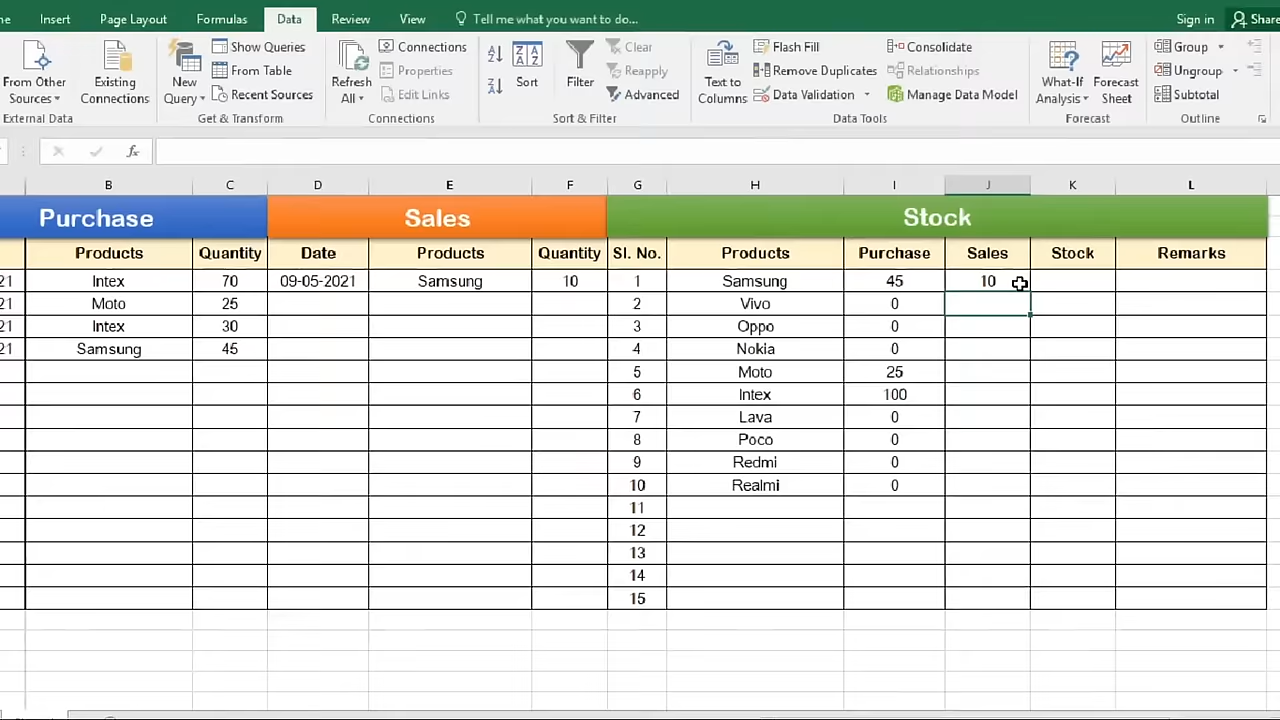 ne Insert Page Layout Formulas Data Review View Tell me what you want to do... Sign in Share
From Other Sources
Existing Connections
New Query
Show Queries
From Table
Recent Sources
Refresh All
Connections
Properties
Edit Links
Sort
Filter
Clear
Reapply
Advanced
Text to Columns
Flash Fill
Remove Duplicates
Data Validation
Consolidate
Relationships
Manage Data Model
What-If Analysis
Forecast Sheet
Group
Ungroup
Subtotal
External Data Get & Transform Connections Sort & Filter Data Tools Forecast Outline
fx
B C D E F G H I J K L
Purchase Sales Stock
Products Quantity Date Products Quantity Sl. No. Products Purchase Sales Stock Remarks
21 Intex 70 09-05-2021 Samsung 10 1 Samsung 45 10
Moto 25 2 Vivo 0
21 Intex 30 3 Oppo 0
21 Samsung 45 4 Nokia 0
5 Moto 25
6 Intex 100
7 Lava 0
8 Poco 0
9 Redmi 0
10 Realmi 0
11
12
13
14
15